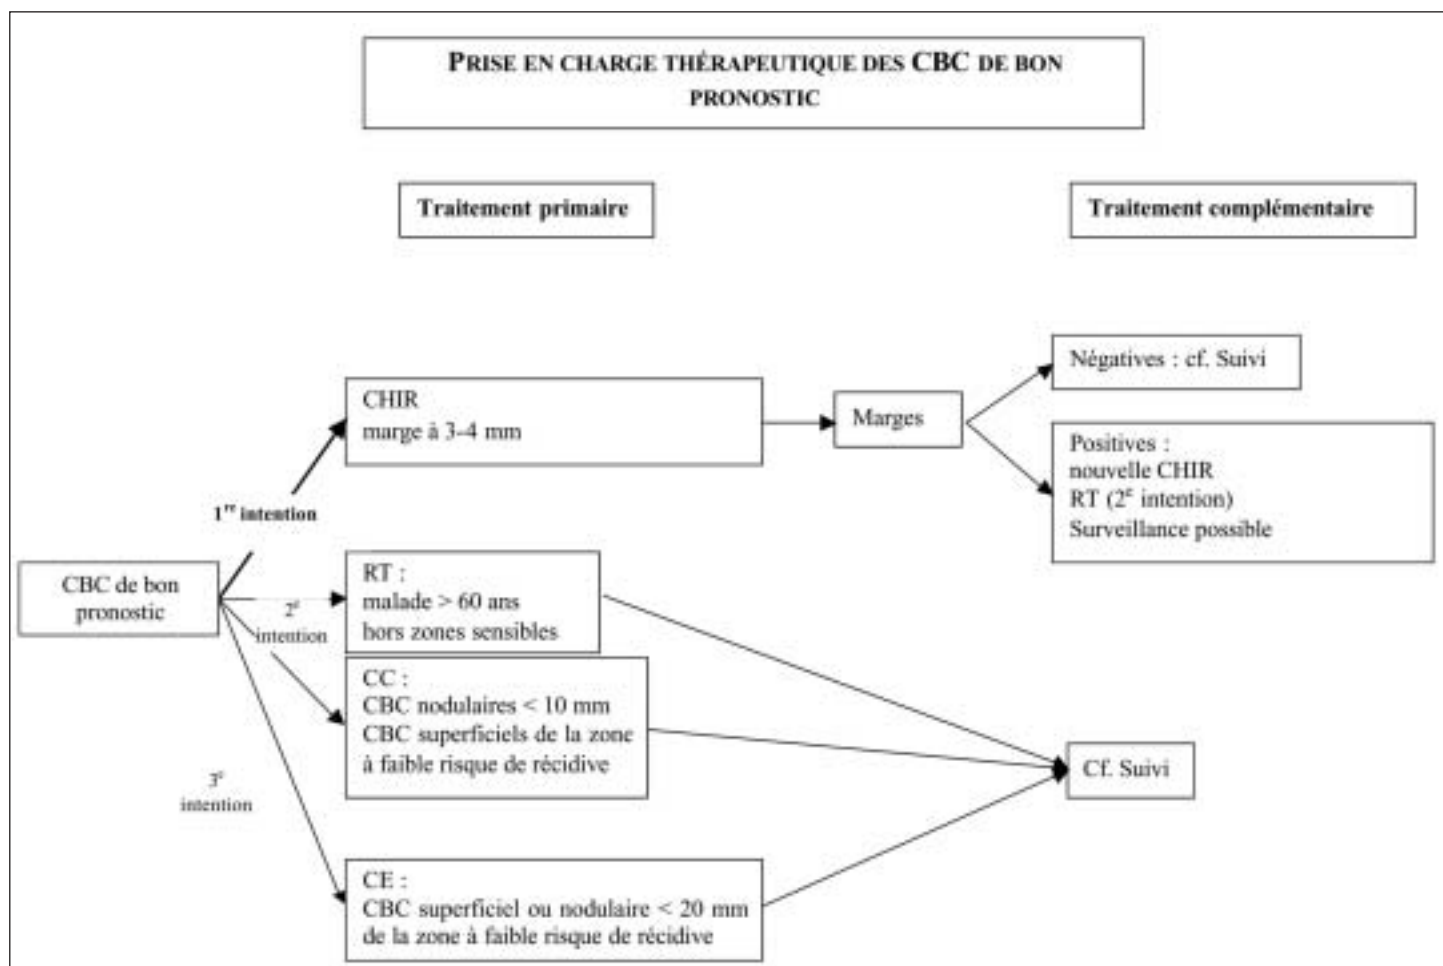 PRISE EN CHARGE THÉRAPEUTIQUE DES CBC DE BON
PRONOSTIC
Traitement primaire
Traitement complémentaire
CHIR
marge à 3-4 mm
Marges
Négatives : cf. Suivi
Positives :
nouvelle CHIR
RT (2e intention)
Surveillance possible
1re intention
CBC de bon
pronostic
2e
intention
3e
intention
RT :
malade > 60 ans
hors zones sensibles
CC :
CBC nodulaires < 10 mm
CBC superficiels de la zone
à faible risque de récidive
CE :
CBC superficiel ou nodulaire < 20 mm
de la zone à faible risque de récidive
Cf. Suivi